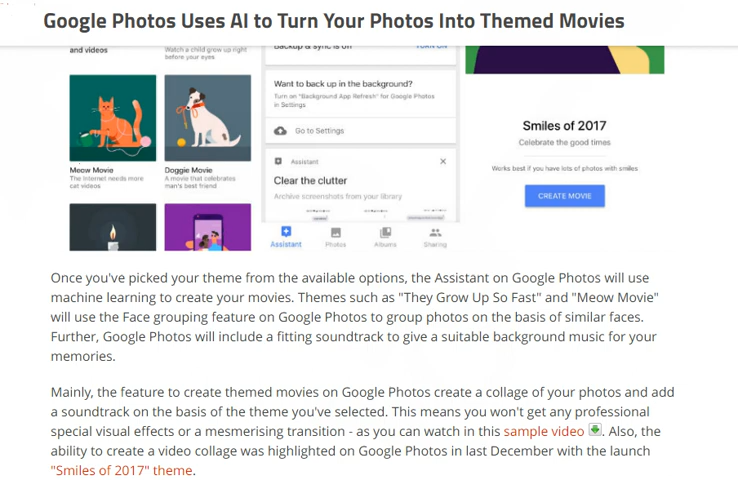 Google Photos Uses AI to Turn Your Photos Into Themed Movies
and videos
Watch a child grow up right
before your eyes
Backup & sync is off
TURN ON
Want to back up in the background?
Turn on "Background App Refresh" for Google Photos
in Settings
Go to Settings
Meow Movie
The Internet needs more
cat videos
Doggie Movie
A movie that celebrates
man's best friend
Assistant
Clear the clutter
Archive screenshots from your library
Assistant
Photos
Albums
Sharing
Smiles of 2017
Celebrate the good times
Works best if you have lots of photos with smiles
CREATE MOVIE
Once you've picked your theme from the available options, the Assistant on Google Photos will use
machine learning to create your movies. Themes such as "They Grow Up So Fast" and "Meow Movie"
will use the Face grouping feature on Google Photos to group photos on the basis of similar faces.
Further, Google Photos will include a fitting soundtrack to give a suitable background music for your
memories.
Mainly, the feature to create themed movies on Google Photos create a collage of your photos and add
a soundtrack on the basis of the theme you've selected. This means you won't get any professional
special visual effects or a mesmerising transition - as you can watch in this sample video. Also, the
ability to create a video collage was highlighted on Google Photos in last December with the launch
"Smiles of 2017" theme.